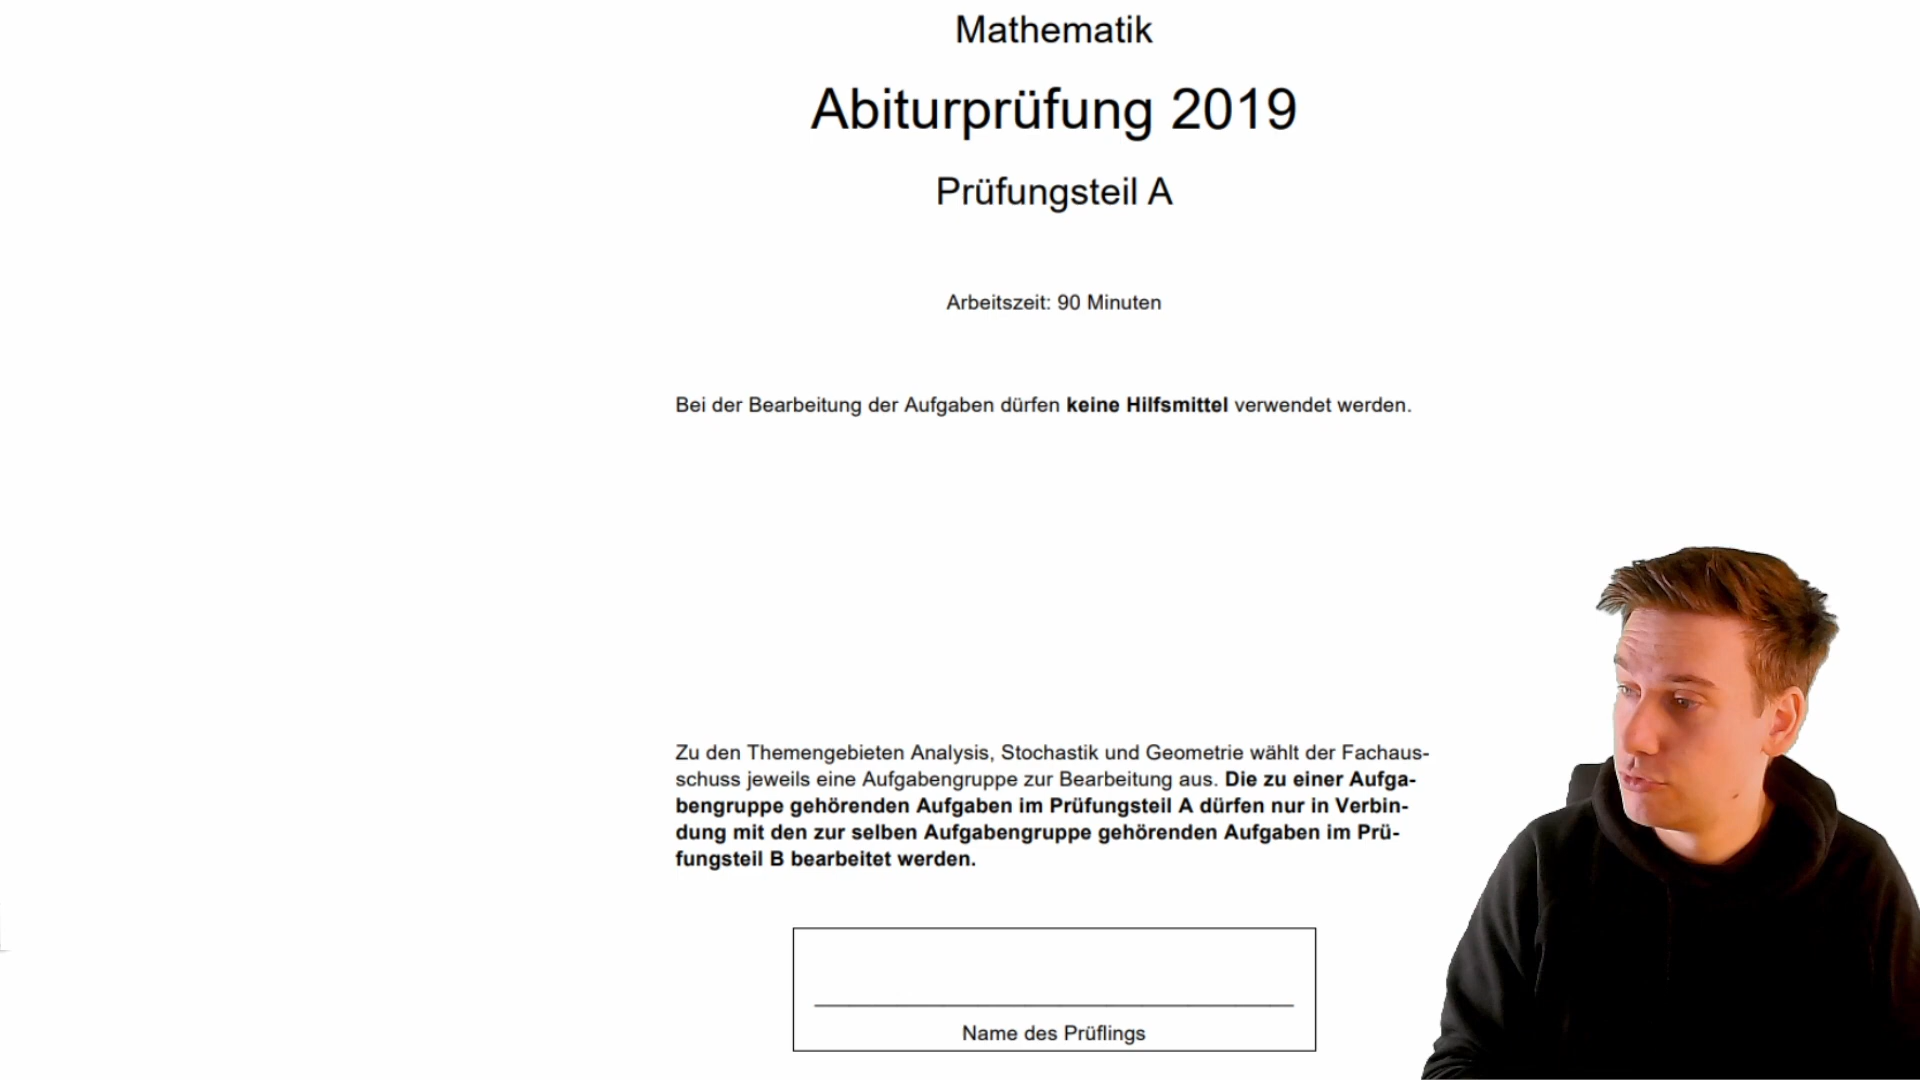 Mathematik
Abiturprüfung 2019
Prüfungsteil A
Arbeitszeit: 90 Minuten
Bei der Bearbeitung der Aufgaben dürfen keine Hilfsmittel verwendet werden.
Zu den Themengebieten Analysis, Stochastik und Geometrie wählt der Fachaus-
schuss jeweils eine Aufgabengruppe zur Bearbeitung aus. Die zu einer Aufga-
bengruppe gehörenden Aufgaben im Prüfungsteil A dürfen nur in Verbin-
dung mit den zur selben Aufgabengruppe gehörenden Aufgaben im Prü-
fungsteil B bearbeitet werden.
Name des Prüflings